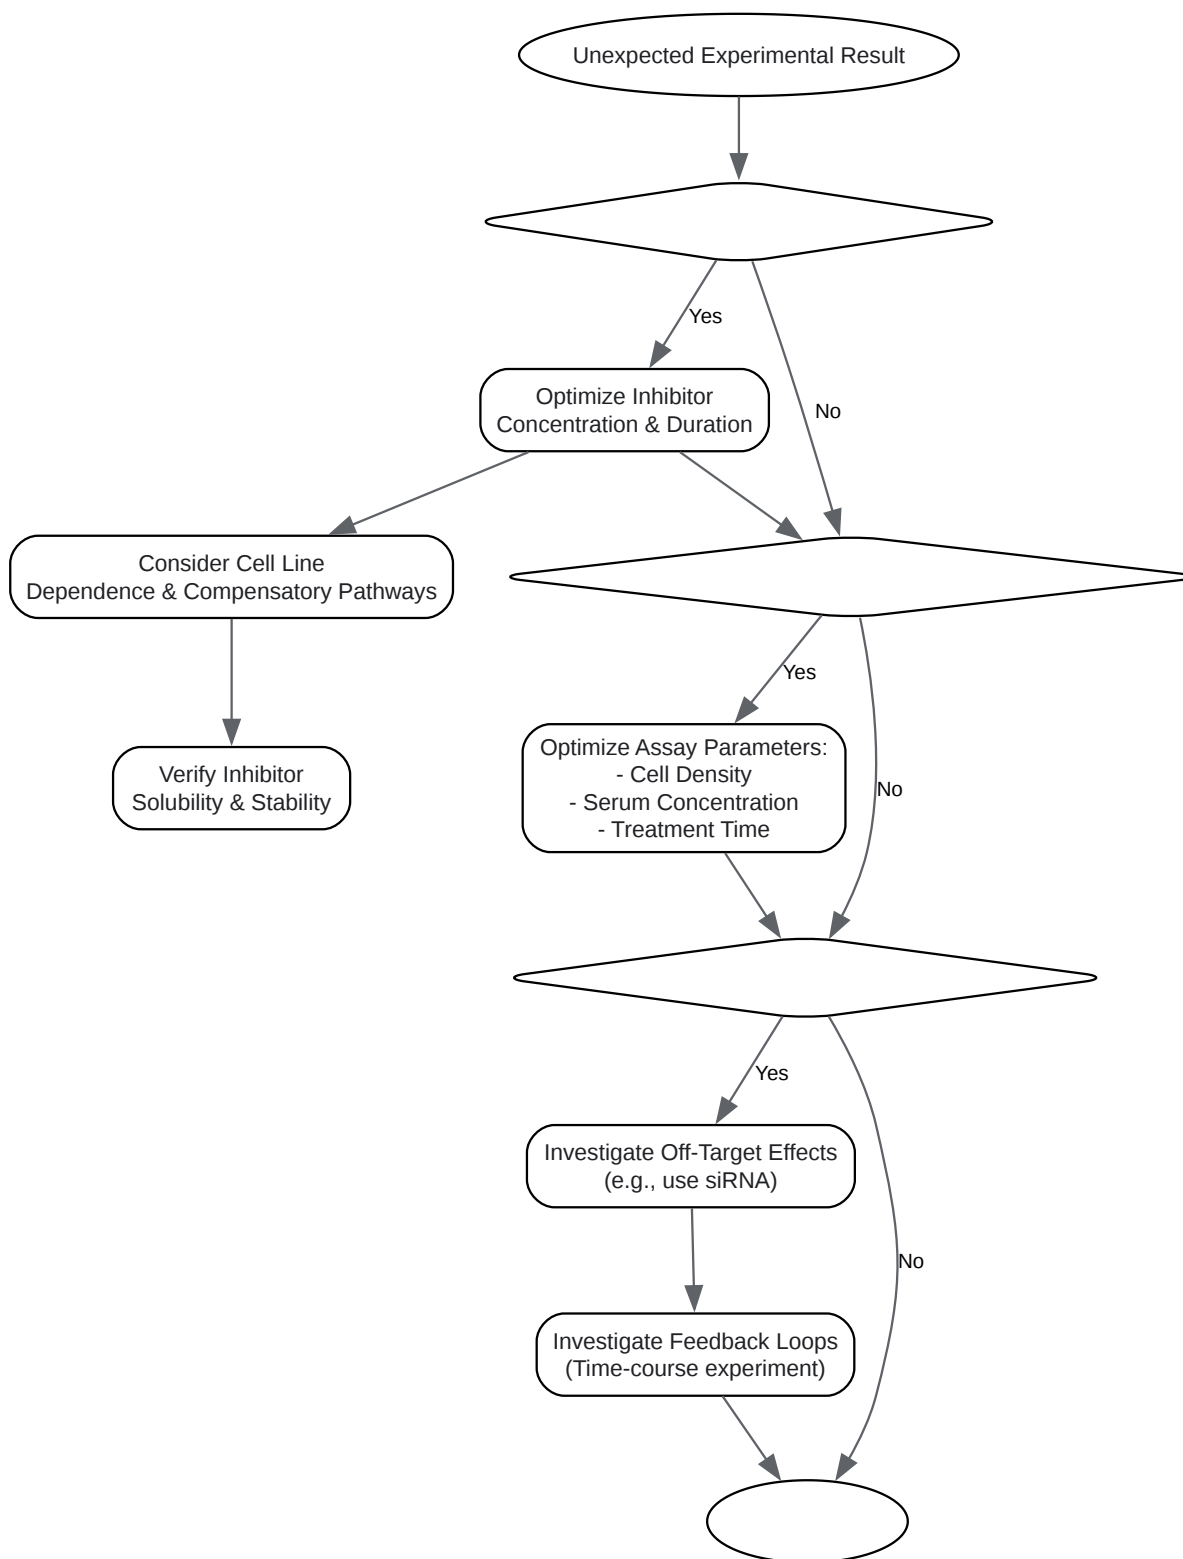 Unexpected Experimental Result
Yes
Optimize Inhibitor
Concentration & Duration
No
Consider Cell Line
Dependence & Compensatory Pathways
Yes
Verify Inhibitor
Solubility & Stability
Optimize Assay Parameters:
- Cell Density
- Serum Concentration
- Treatment Time
No
Yes
Investigate Off-Target Effects
(e.g., use siRNA)
No
Investigate Feedback Loops
(Time-course experiment)